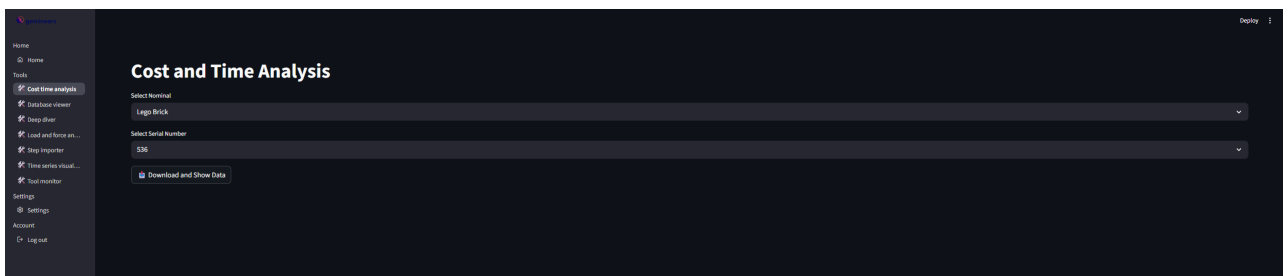 Deploy
Home
Home
Tools
Cost time analysis
Database viewer
Deep diver
Load and force an...
Step importer
Time series visual...
Tool monitor
Settings
Settings
Account
Log out
Cost and Time Analysis
Select Nominal
Lego Brick
Select Serial Number
536
Download and Show Data